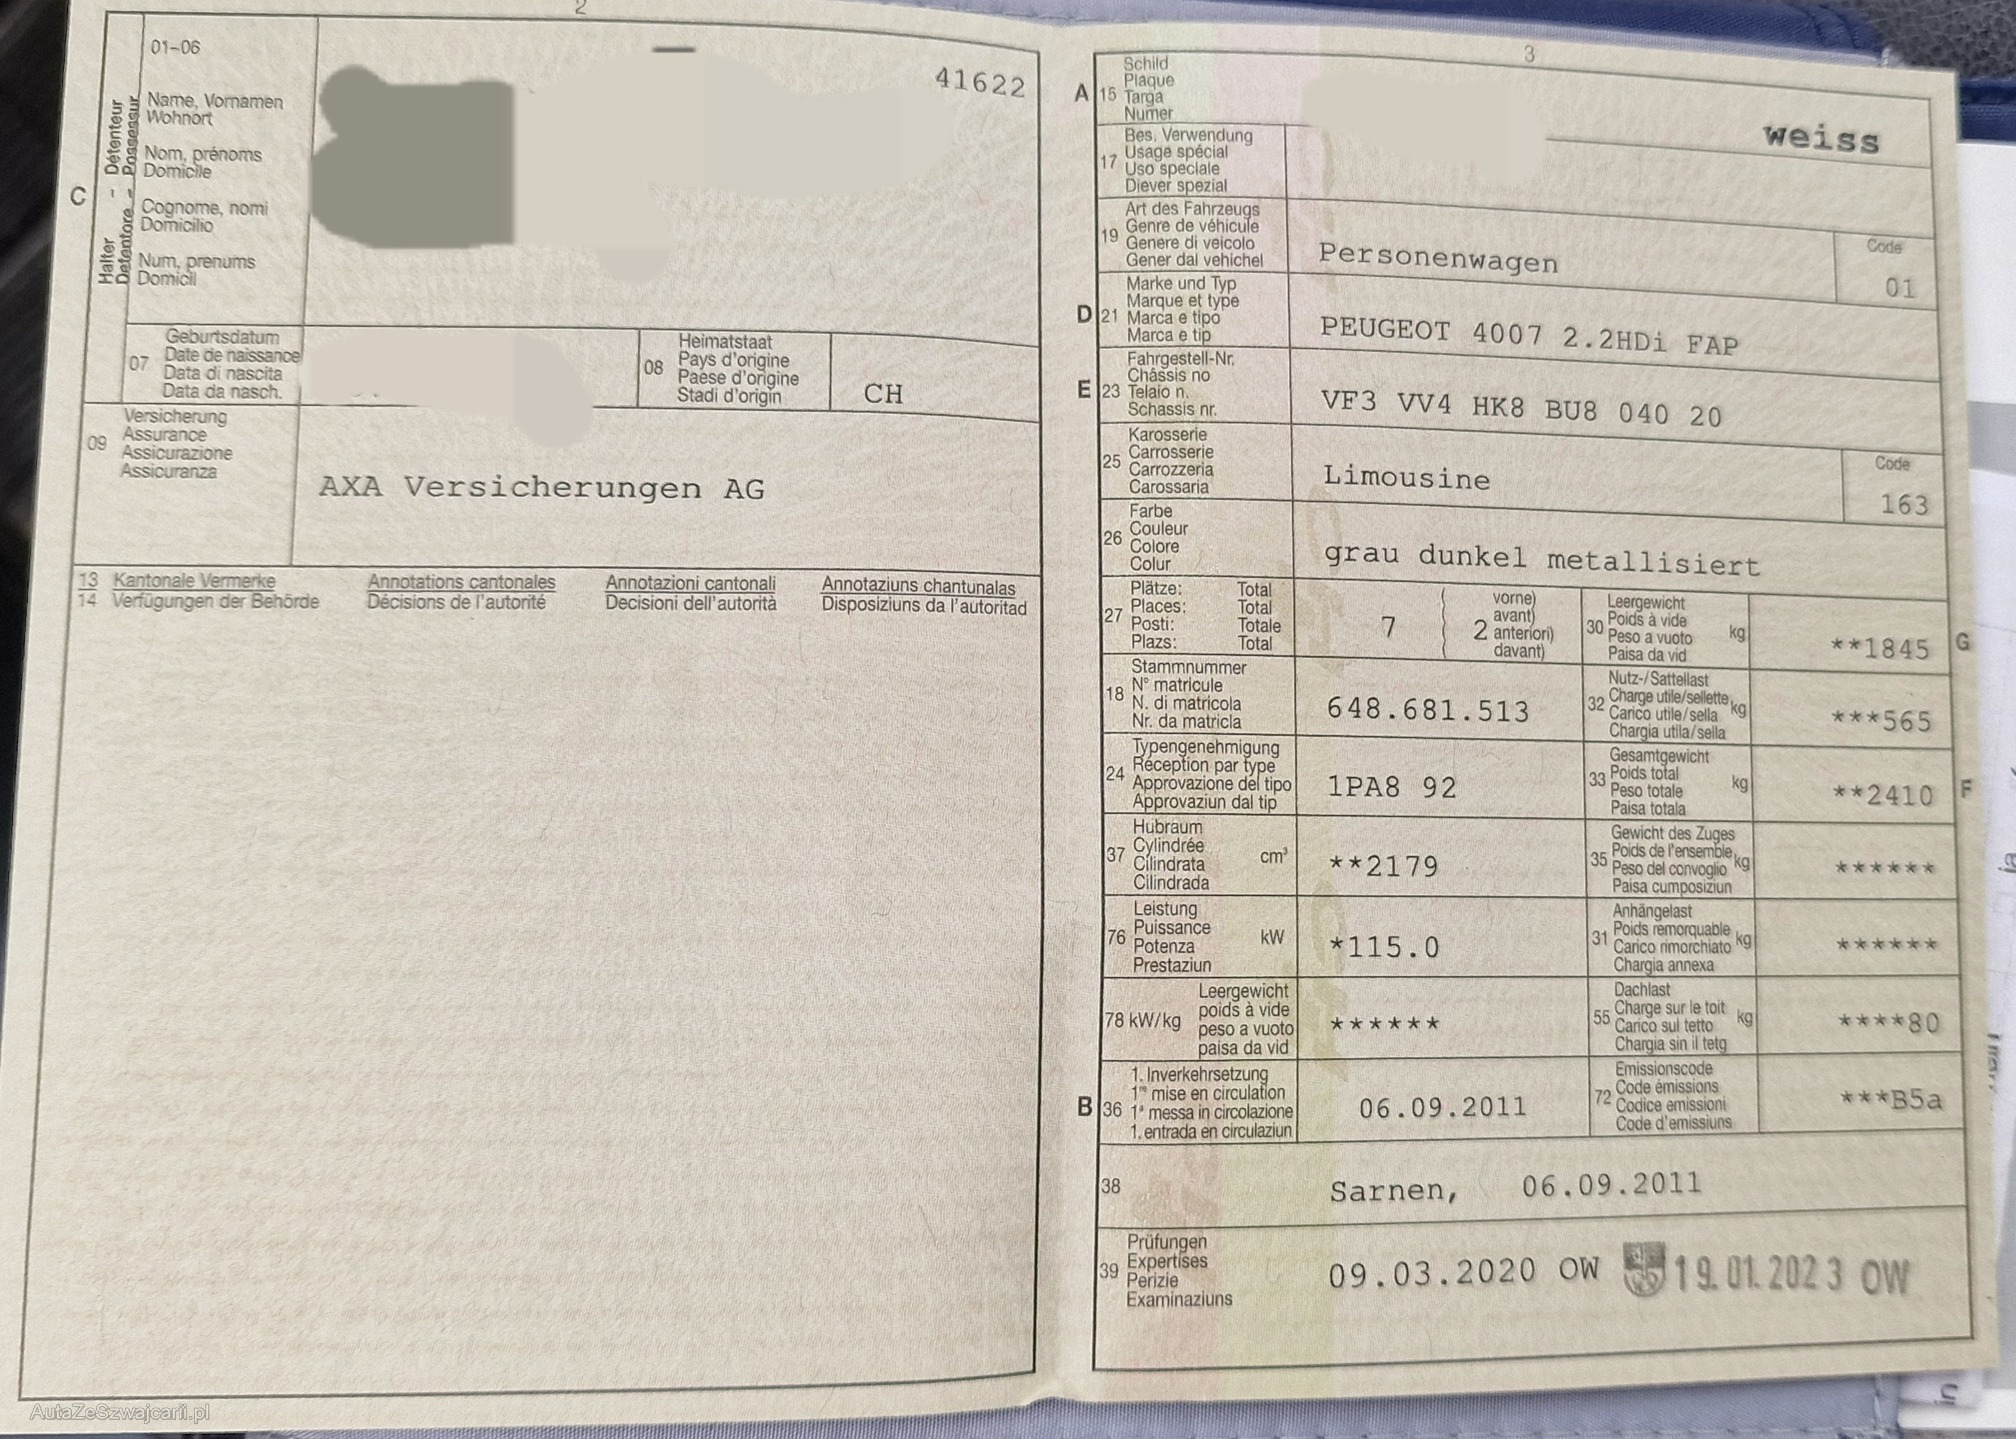 2
01-06
41622
Halter - Détenteur
Detentore - Possessur
C
Name, Vornamen
Wohnort
Nom, prénoms
Domicile
Cognome, nomi
Domicilio
Num, prenums
Domicil
07
Geburtsdatum
Date de naissance
Data di nascita
Data da nasch.
08
Heimatstaat
Pays d'origine
Paese d'origine
Stadi d'origin
CH
09
Versicherung
Assurance
Assicurazione
Assicuranza
AXA Versicherungen AG
13 Kantonale Vermerke Annotations cantonales Annotazioni cantonali Annotaziuns chantunalas
14 Verfügungen der Behörde Décisions de l'autorité Decisioni dell'autorità Disposiziuns da l'autoritad
AutaZeSzwajcarii.pl
3
A 15
Schild
Plaque
Targa
Numer
weiss
17
Bes. Verwendung
Usage spécial
Uso speciale
Diever spezial
19
Art des Fahrzeugs
Genre de véhicule
Genere di veicolo
Gener dal vehichel
Personenwagen
Code
01
D 21
Marke und Typ
Marque et type
Marca e tipo
Marca e tip
PEUGEOT 4007 2.2HDi FAP
E 23
Fahrgestell-Nr.
Châssis no
Telaio n.
Schassis nr.
VF3 VV4 HK8 BU8 040 20
25
Karosserie
Carrosserie
Carrozzeria
Carossaria
Limousine
Code
163
26
Farbe
Couleur
Colore
Colur
grau dunkel metallisiert
27
Plätze: Total
Places: Total
Posti: Totale
Plazs: Total
7
2
vorne)
avant)
anteriori)
davant)
30
Leergewicht
Poids à vide
Peso a vuoto kg
Paisa da vid
**1845
G
18
Stammnummer
N° matricule
N. di matricola
Nr. da matricla
648.681.513
32
Nutz-/Sattellast
Charge utile/sellette kg
Carico utile/sella
Chargia utila/sella
***565
24
Typengenehmigung
Réception par type
Approvazione del tipo
Approvaziun dal tip
1PA8 92
33
Gesamtgewicht
Poids total kg
Peso totale
Paisa totala
**2410
F
37
Hubraum
Cylindrée cm³
Cilindrata
Cilindrada
**2179
35
Gewicht des Zuges
Poids de l'ensemble kg
Peso del convoglio
Paisa cumposiziun
******
76
Leistung
Puissance kW
Potenza
Prestaziun
*115.0
31
Anhängelast
Poids remorquable kg
Carico rimorchiato
Chargia annexa
******
78 kW/kg
Leergewicht
poids à vide
peso a vuoto
paisa da vid
******
55
Dachlast
Charge sur le toit kg
Carico sul tetto
Chargia sin il tetg
****80
B 36
1. Inverkehrsetzung
1re mise en circulation
1a messa in circolazione
1. entrada en circulaziun
06.09.2011
72
Emissionscode
Code émissions
Codice emissioni
Code d'emissiuns
***B5a
38
Sarnen, 06.09.2011
39
Prüfungen
Expertises
Perizie
Examinaziuns
09.03.2020 OW 19.01.2023 OW